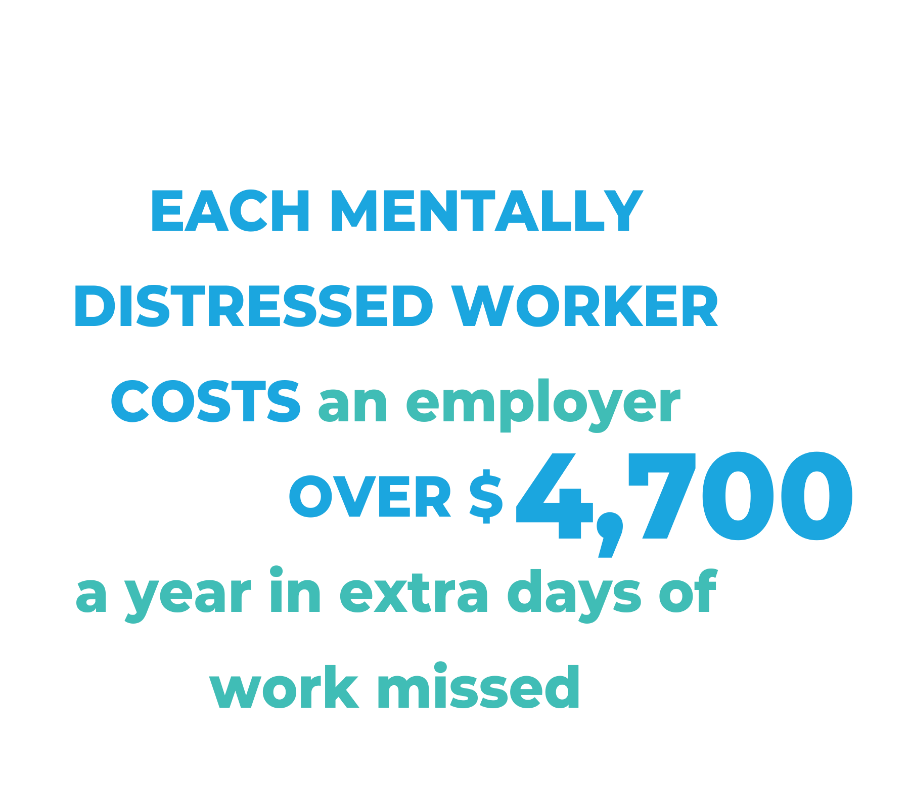 EACH MENTALLY
DISTRESSED WORKER
COSTS an employer
OVER $4,700
a year in extra days of
work missed